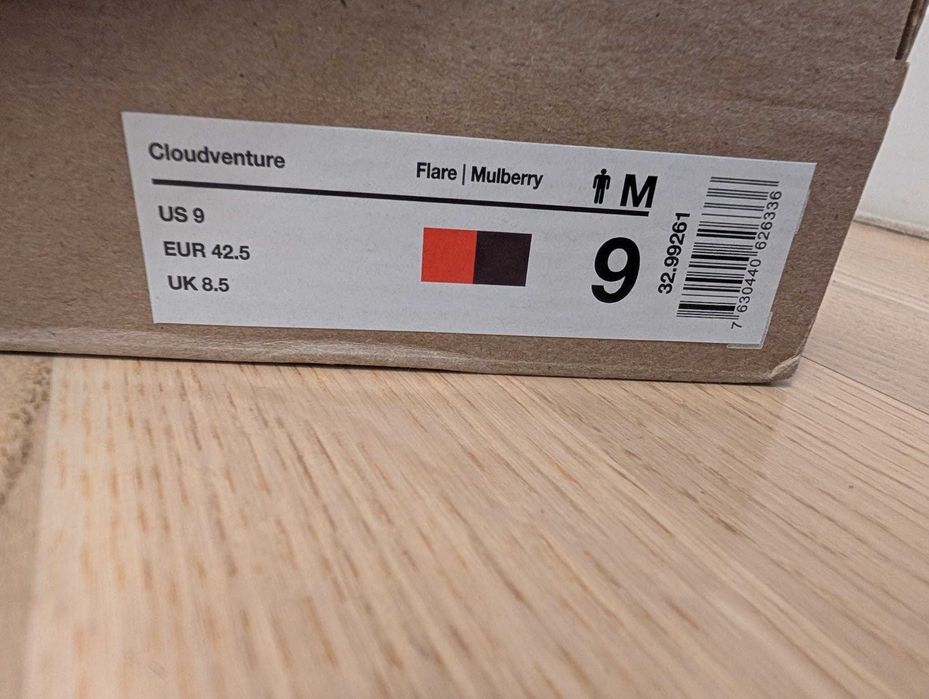 Cloudventure
Flare | Mulberry
M
US 9
EUR 42.5
UK 8.5
9
32.99261
7 630440 626336